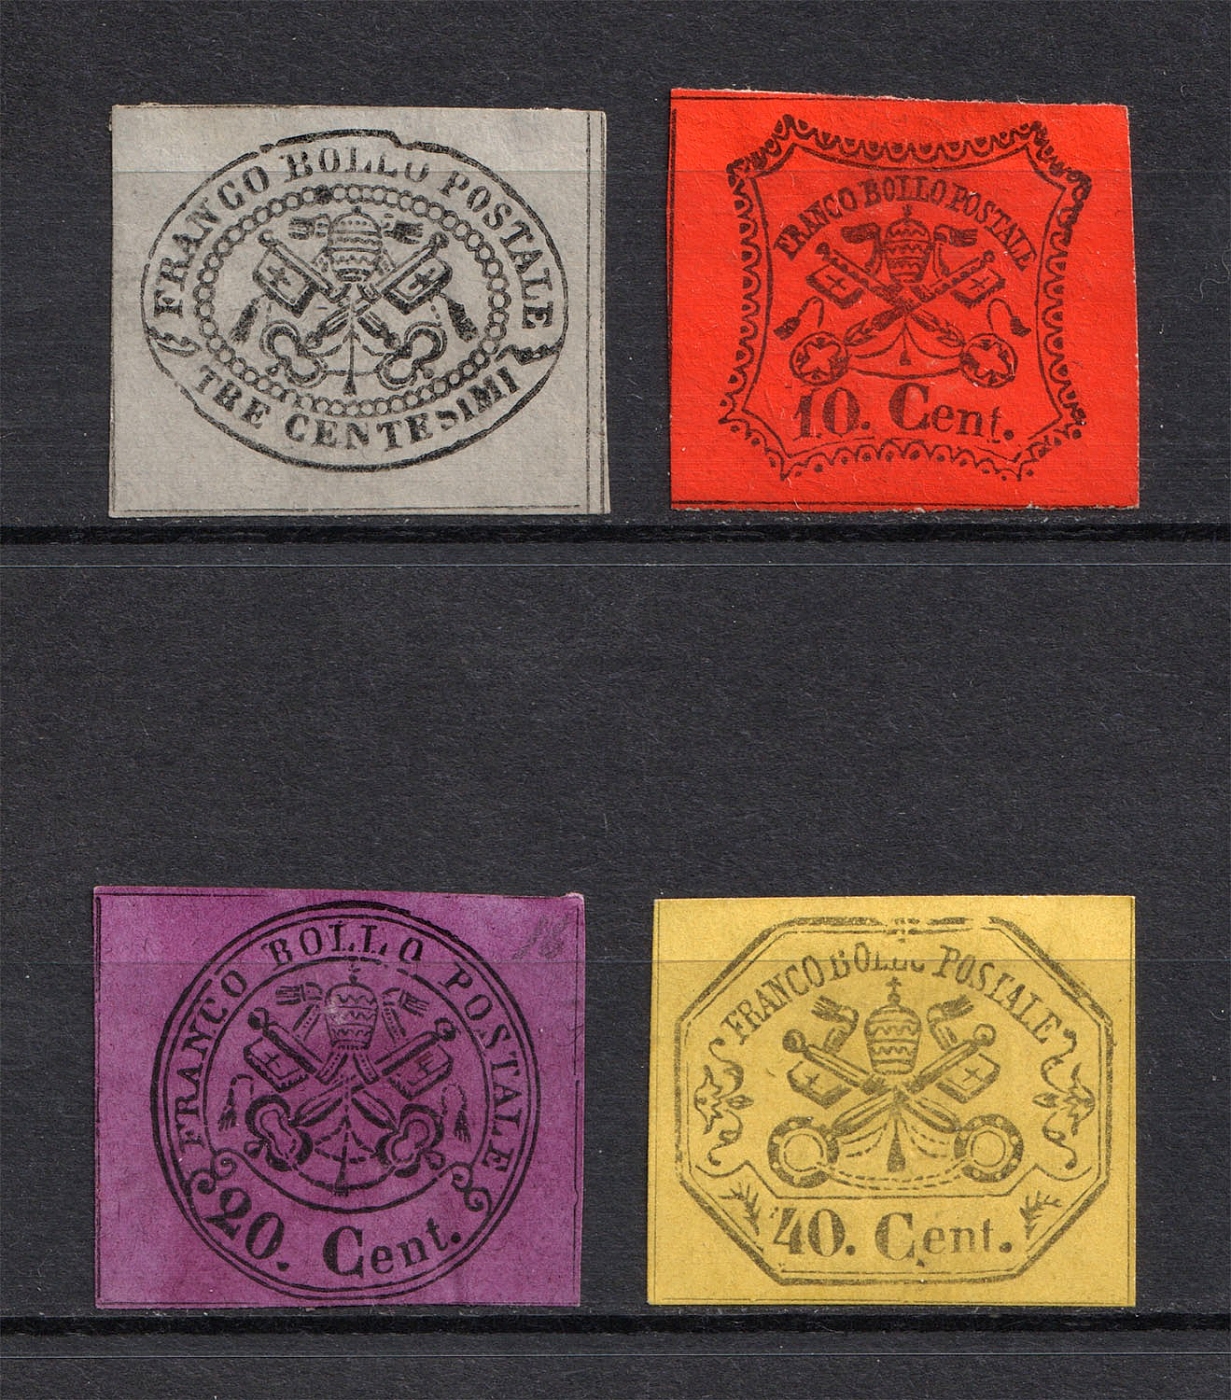 FRANCO BOLLO POSTALE
TRE CENTESIMI
FRANCO BOLLO POSTALE
10. Cent.
FRANCO BOLLO POSTALE
20. Cent.
FRANCO BOLLO POSTALE
40. Cent.